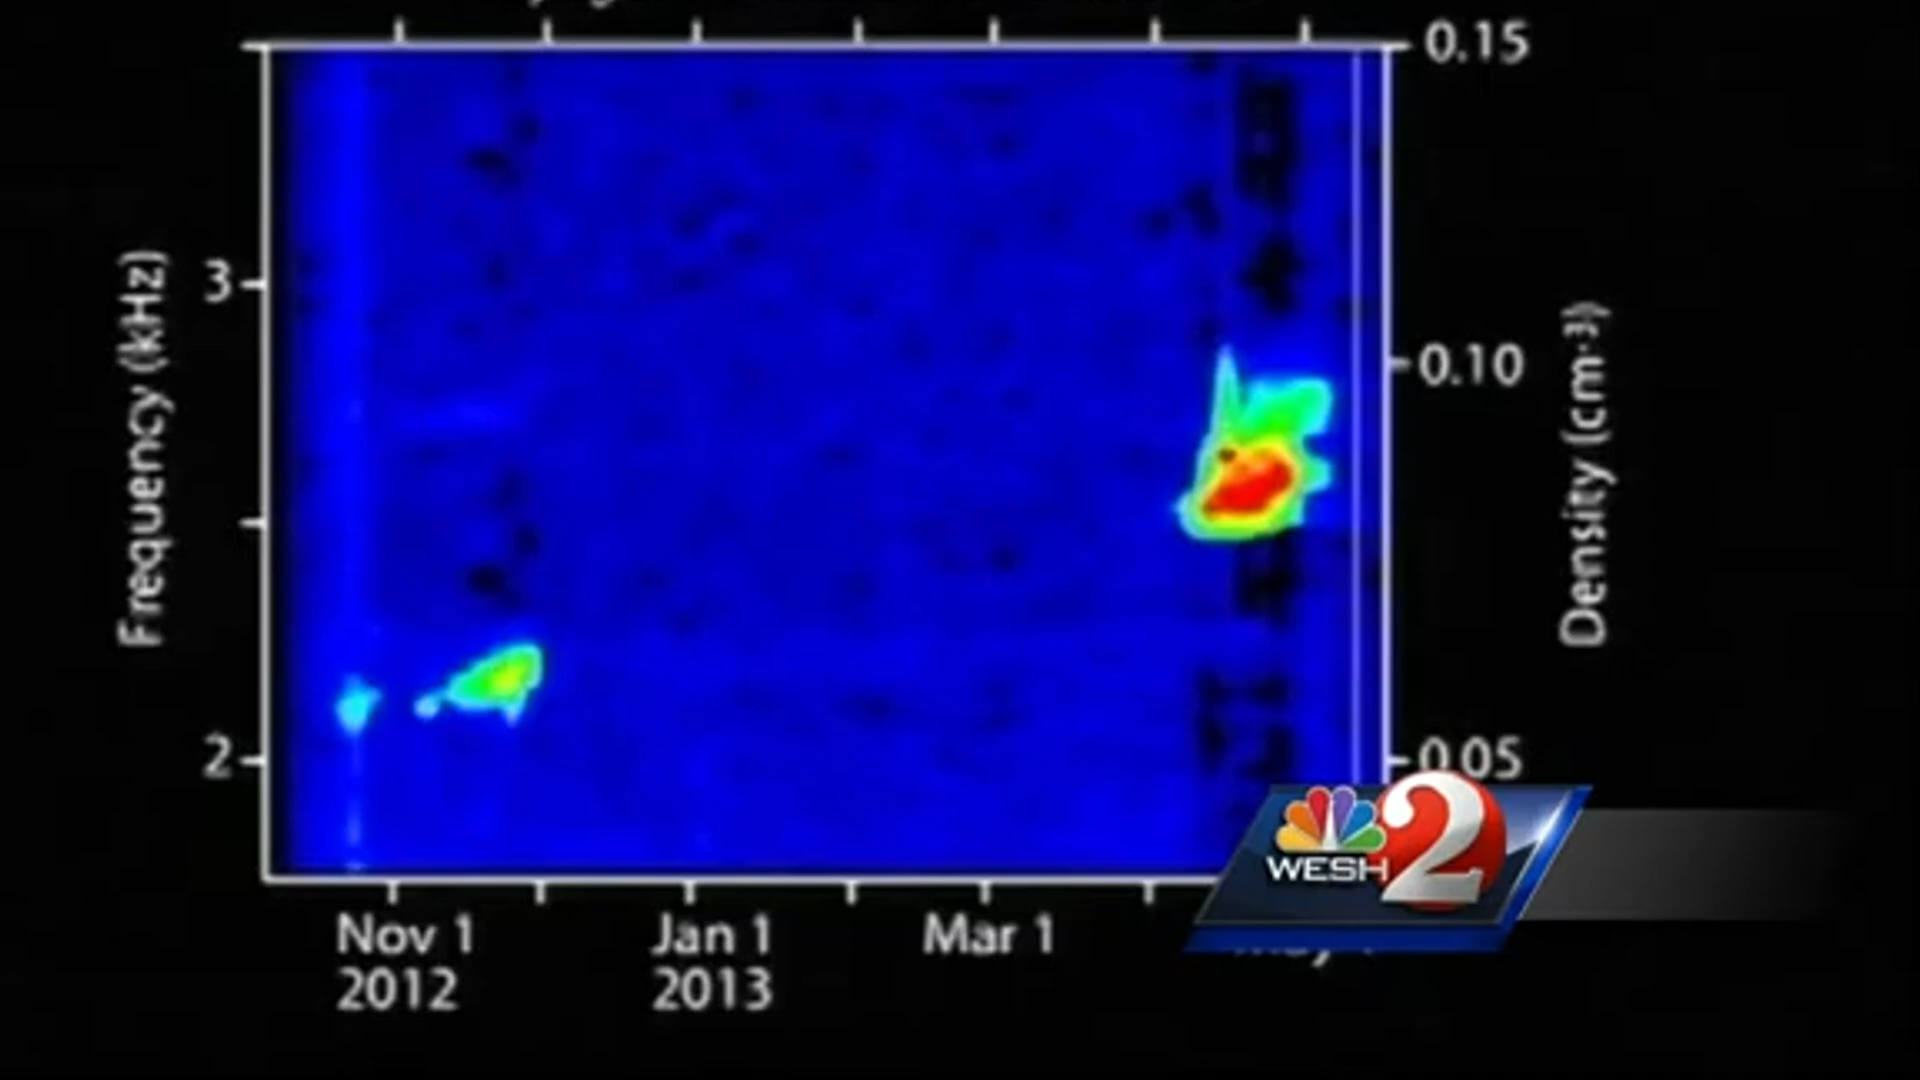 0.15
3
0.10
Frequency (kHz)
Density (cm-3)
2
0.05
WESH 2
Nov 1
Jan 1
Mar 1
2012
2013